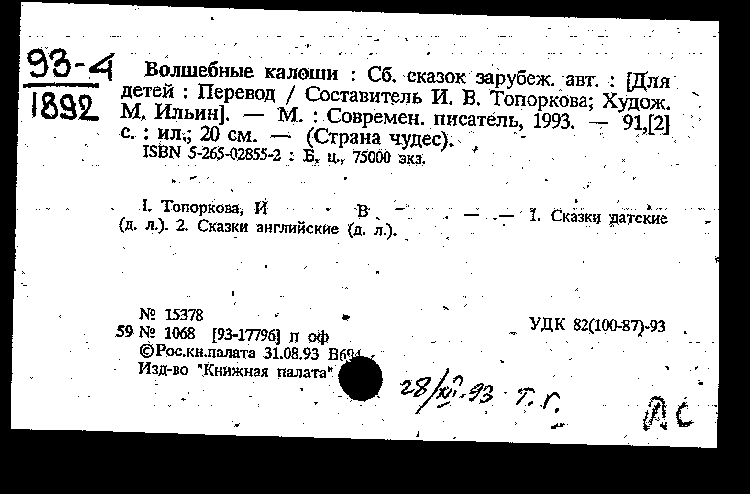 93-4
1892
Волшебные калоши : Сб. сказок зарубеж. авт. : [Для
детей : Перевод / Составитель И. В. Топоркова; Худож.
М. Ильин]. — М. : Современ. писатель, 1993. — 91,[2]
с. : ил.; 20 см. — (Страна чудес).
ISBN 5-265-02855-2 : Б. ц., 75000 экз.
I. Топоркова, И В — — 1. Сказки датские
(д. л.). 2. Сказки английские (д. л.).
№ 15378
59 № 1068 [93-17796] п оф
УДК 82(100-87)-93
©Рос.кн.палата 31.08.93 В694
Изд-во "Книжная палата"
28/XII-93 Т. Г.